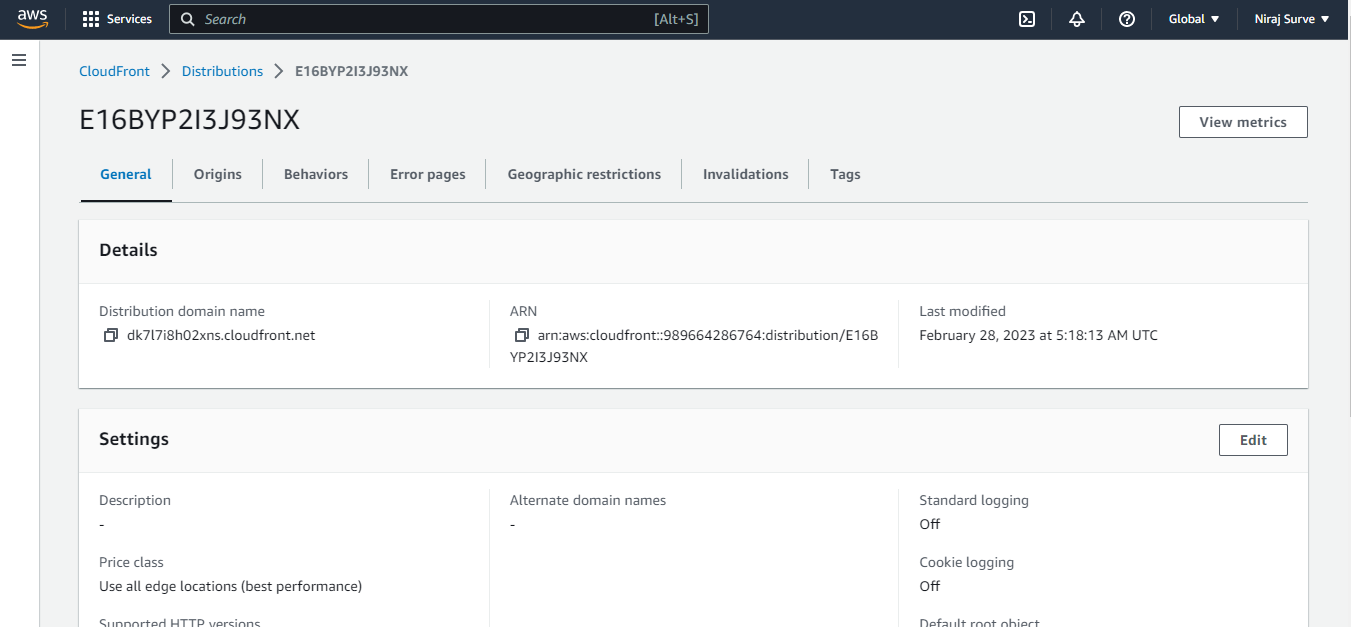 aws Services Search [Alt+S] Global Niraj Surve
CloudFront Distributions E16BYP2I3J93NX
E16BYP2I3J93NX
View metrics
General Origins Behaviors Error pages Geographic restrictions Invalidations Tags
Details
Distribution domain name
dk7l7i8h02xns.cloudfront.net
ARN
arn:aws:cloudfront::989664286764:distribution/E16B
YP2I3J93NX
Last modified
February 28, 2023 at 5:18:13 AM UTC
Settings
Edit
Description
-
Price class
Use all edge locations (best performance)
Supported HTTP versions
Alternate domain names
-
Standard logging
Off
Cookie logging
Off
Default root object